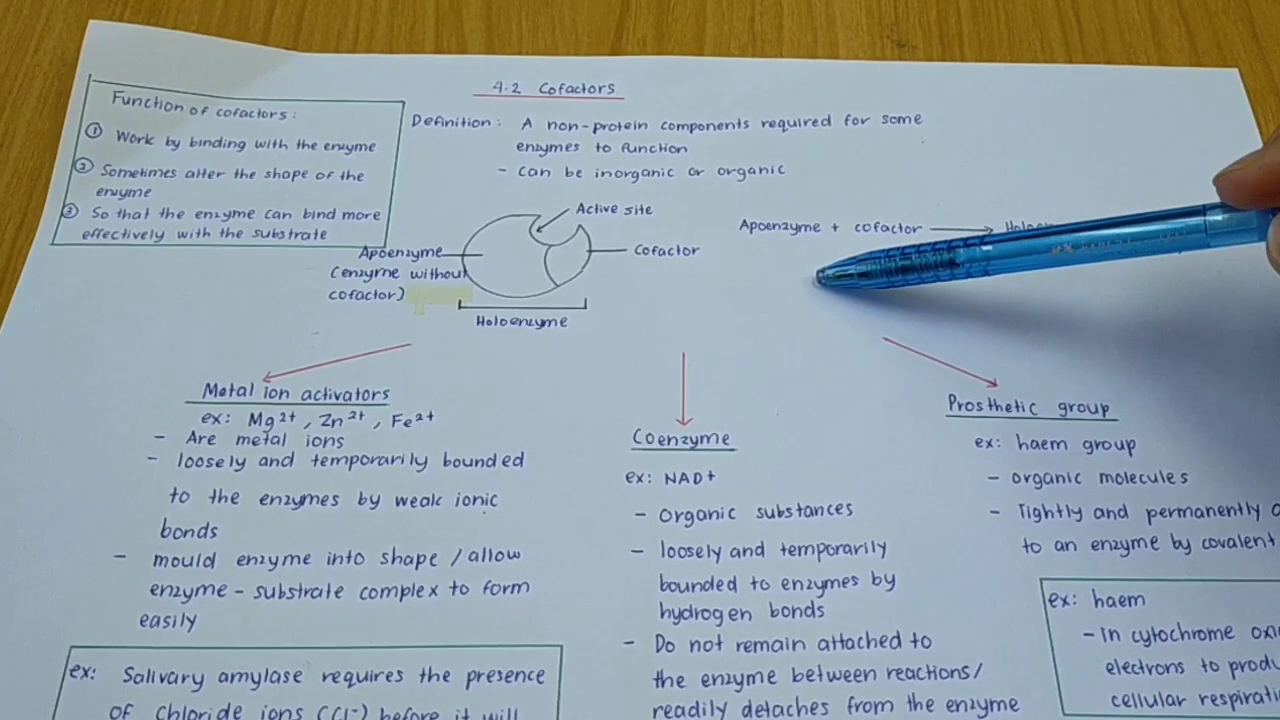 4.2 Cofactors
Function of cofactors:
① Work by binding with the enzyme
② Sometimes alter the shape of the
enzyme
③ So that the enzyme can bind more
effectively with the substrate
Definition: A non-protein components required for some
enzymes to function
- can be inorganic or organic
Active site
Apoenzyme
(enzyme without
cofactor)
Cofactor
Holoenzyme
Apoenzyme + cofactor →
Metal ion activators
ex: Mg²⁺, Zn²⁺, Fe²⁺
- Are metal ions
- loosely and temporarily bounded
to the enzymes by weak ionic
bonds
- mould enzyme into shape / allow
enzyme - substrate complex to form
easily
ex: Salivary amylase requires the presence
of chloride ions (Cl⁻) before it will
Coenzyme
ex: NAD+
- organic substances
- loosely and temporarily
bounded to enzymes by
hydrogen bonds
- Do not remain attached to
the enzyme between reactions/
readily detaches from the enzyme
Prosthetic group
ex: haem group
- organic molecules
- Tightly and permanently
to an enzyme by covalent
ex: haem
- In cytochrome
electrons to
cellular